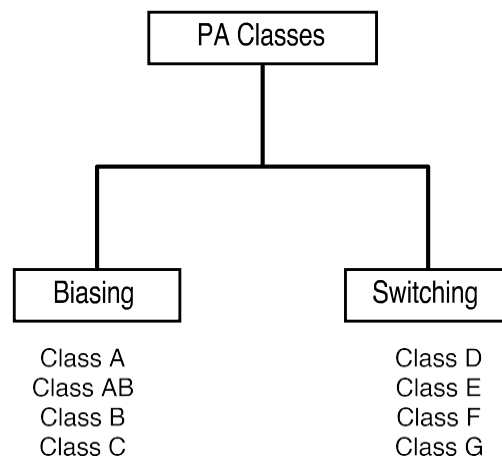 PA Classes
Biasing
Switching
Class A
Class AB
Class B
Class C
Class D
Class E
Class F
Class G